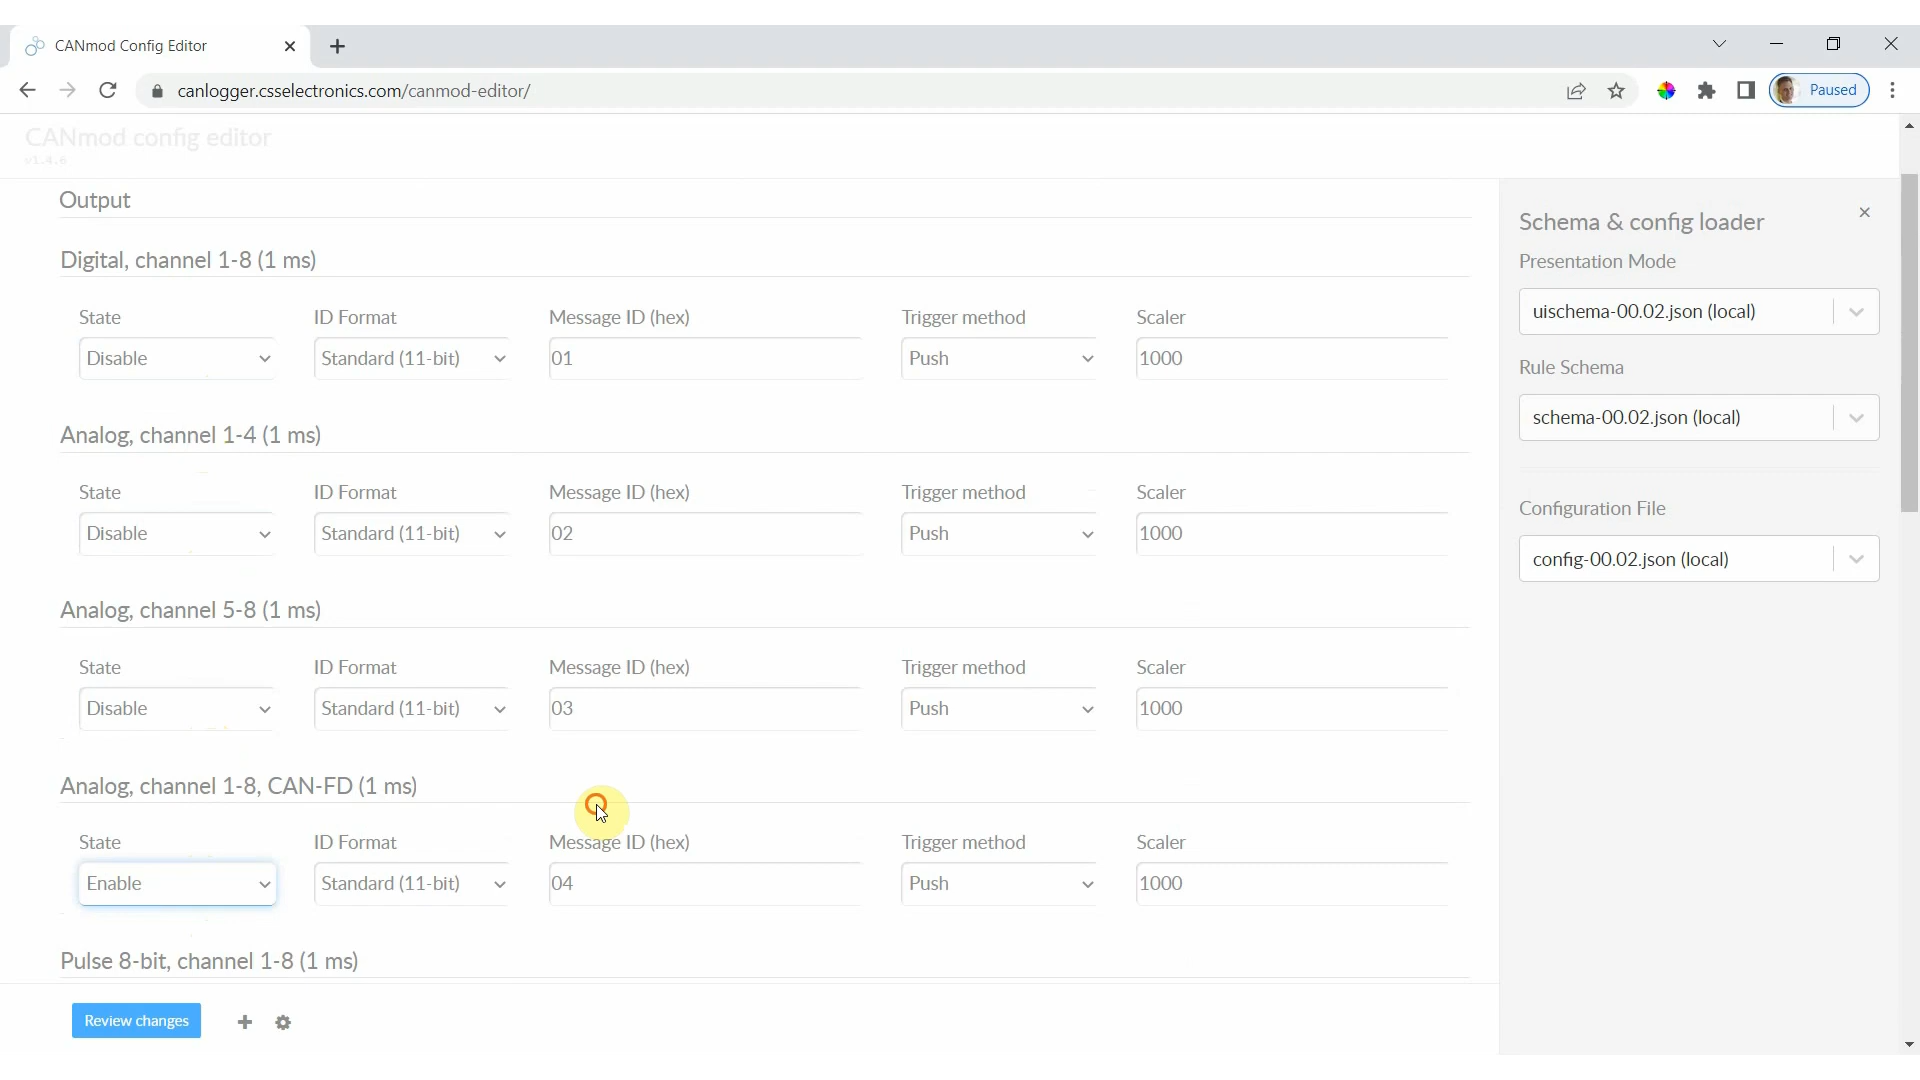 CANmod Config Editor
canlogger.csselectronics.com/canmod-editor/
Paused
CANmod config editor
v1.4.6
Output
Digital, channel 1-8 (1 ms)
State ID Format Message ID (hex) Trigger method Scaler
Disable Standard (11-bit) 01 Push 1000
Analog, channel 1-4 (1 ms)
State ID Format Message ID (hex) Trigger method Scaler
Disable Standard (11-bit) 02 Push 1000
Analog, channel 5-8 (1 ms)
State ID Format Message ID (hex) Trigger method Scaler
Disable Standard (11-bit) 03 Push 1000
Analog, channel 1-8, CAN-FD (1 ms)
State ID Format Message ID (hex) Trigger method Scaler
Enable Standard (11-bit) 04 Push 1000
Pulse 8-bit, channel 1-8 (1 ms)
Review changes
Schema & config loader
Presentation Mode
uischema-00.02.json (local)
Rule Schema
schema-00.02.json (local)
Configuration File
config-00.02.json (local)